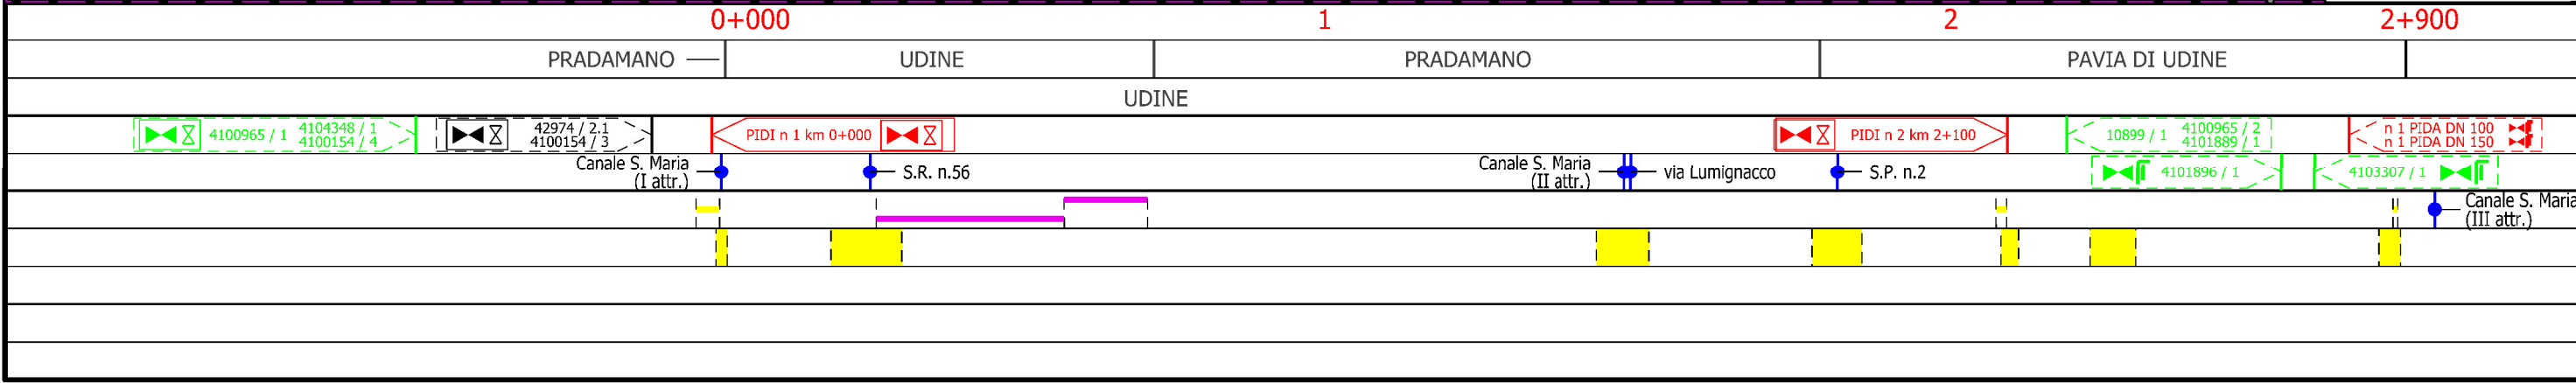 0+000 1 2 2+900
PRADAMANO UDINE PRADAMANO PAVIA DI UDINE
UDINE
4100965 / 1 4104348 / 1
4100154 / 4
42974 / 2.1
4100154 / 3
PIDI n 1 km 0+000
PIDI n 2 km 2+100
10899 / 1 4100965 / 2
4101889 / 1
n 1 PIDA DN 100
n 1 PIDA DN 150
Canale S. Maria
(I attr.)
S.R. n.56
Canale S. Maria
(II attr.)
via Lumignacco
S.P. n.2
4101896 / 1
4103307 / 1
Canale S. Maria
(III attr.)